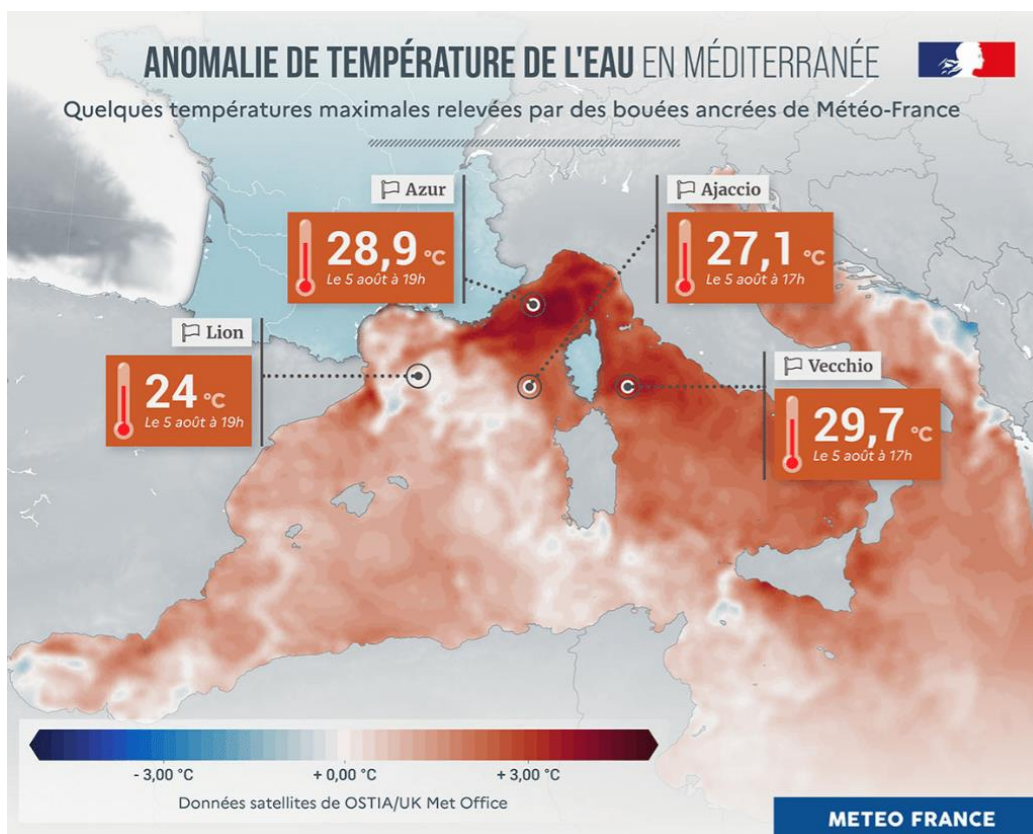 ANOMALIE DE TEMPÉRATURE DE L'EAU EN MÉDITERRANÉE
Quelques températures maximales relevées par des bouées ancrées de Météo-France
Azur
28,9 °C
Le 5 août à 19h
Ajaccio
27,1 °C
Le 5 août à 17h
Lion
24 °C
Le 5 août à 19h
Vecchio
29,7 °C
Le 5 août à 17h
- 3,00 °C + 0,00 °C + 3,00 °C
Données satellites de OSTIA/UK Met Office
METEO FRANCE